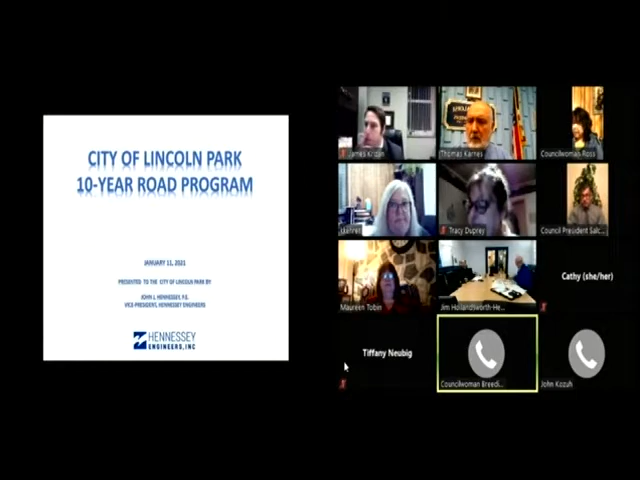 CITY OF LINCOLN PARK
10-YEAR ROAD PROGRAM
JANUARY 11, 2021
PRESENTED TO THE CITY OF LINCOLN PARK BY
JOHN J. HENNESSEY, P.E.
VICE-PRESIDENT, HENNESSEY ENGINEERS
HENNESSEY
ENGINEERS, INC
James Krizan
Thomas Karnes
Councilwoman Ross
Tracy Duprey
Council President Salc...
Maureen Tobin
Jim Hollandsworth-He...
Cathy (she/her)
Tiffany Neubig
Councilwoman Breedi...
John Kozuh